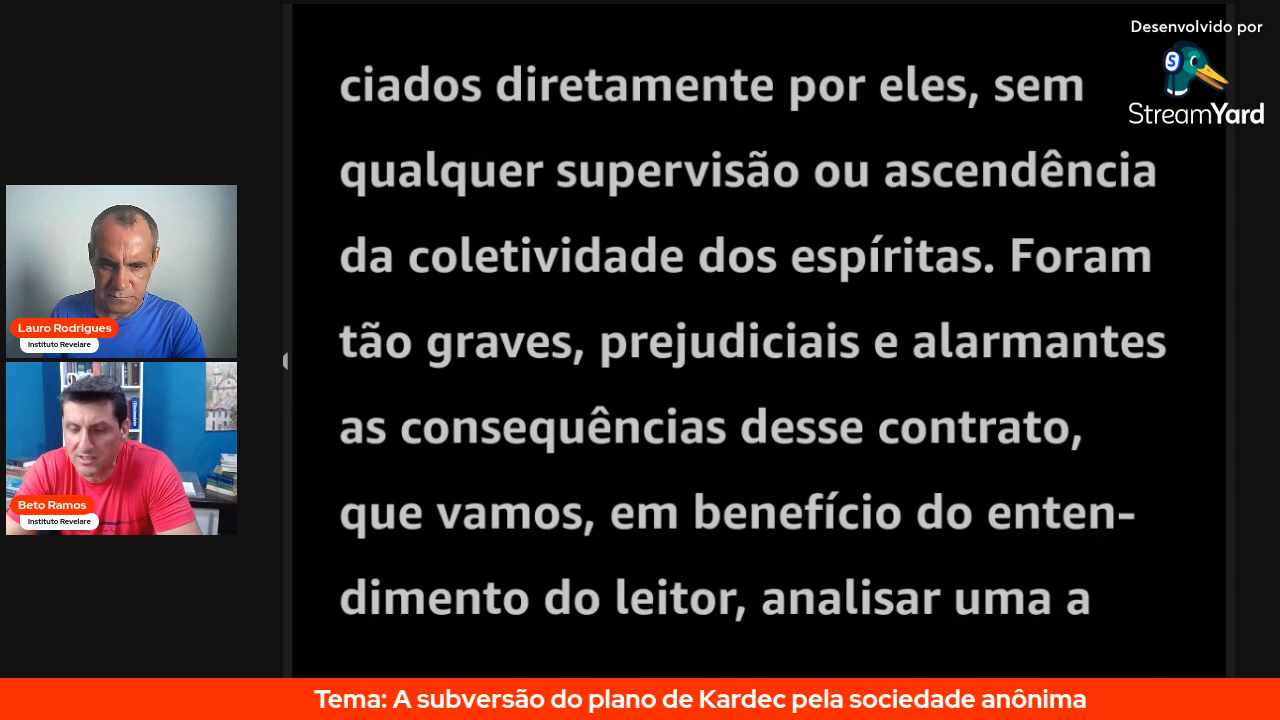 Desenvolvido por
StreamYard
ciados diretamente por eles, sem
qualquer supervisão ou ascendência
da coletividade dos espíritas. Foram
tão graves, prejudiciais e alarmantes
as consequências desse contrato,
que vamos, em benefício do enten-
dimento do leitor, analisar uma a
Lauro Rodrigues
Instituto Revelare
Beto Ramos
Instituto Revelare
Tema: A subversão do plano de Kardec pela sociedade anônima